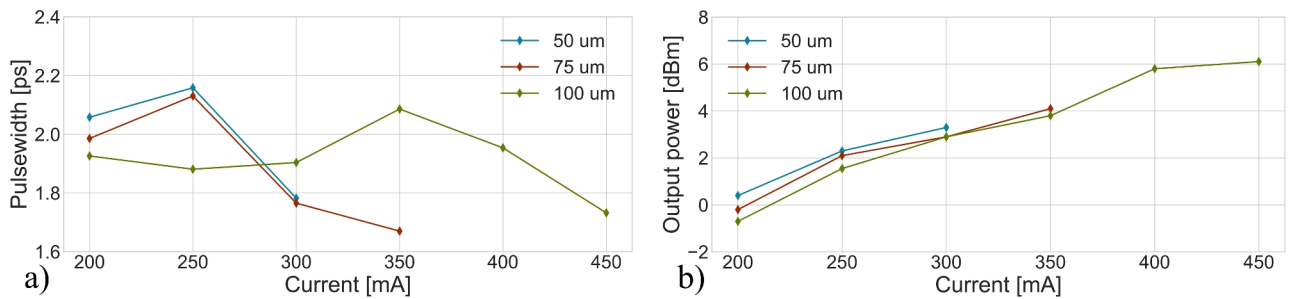 2.4
2.2
2.0
1.8
1.6
Pulsewidth [ps]
50 um
75 um
100 um
200 250 300 350 400 450
Current [mA]
a)
8
6
4
2
0
−2
Output power [dBm]
50 um
75 um
100 um
200 250 300 350 400 450
Current [mA]
b)